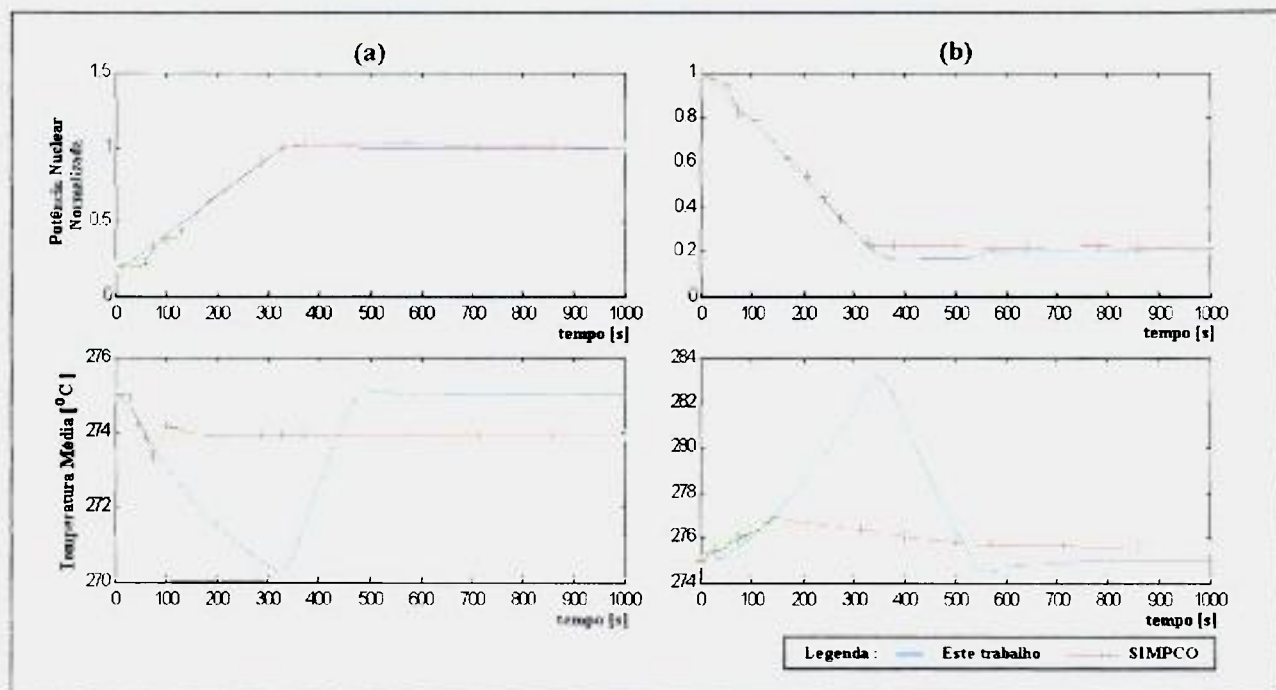 (a)
1.5
1
0.5
0
Potência Nuclear
Normalizada
0 100 200 300 400 500 600 700 800 900 1000
tempo [s]
(b)
1
0.8
0.6
0.4
0.2
0
0 100 200 300 400 500 600 700 800 900 1000
tempo [s]
276
274
272
270
Temperatura Média [°C]
0 100 200 300 400 500 600 700 800 900 1000
tempo [s]
284
282
280
278
276
274
0 100 200 300 400 500 600 700 800 900 1000
tempo [s]
Legenda : Este trabalho SIMPCO